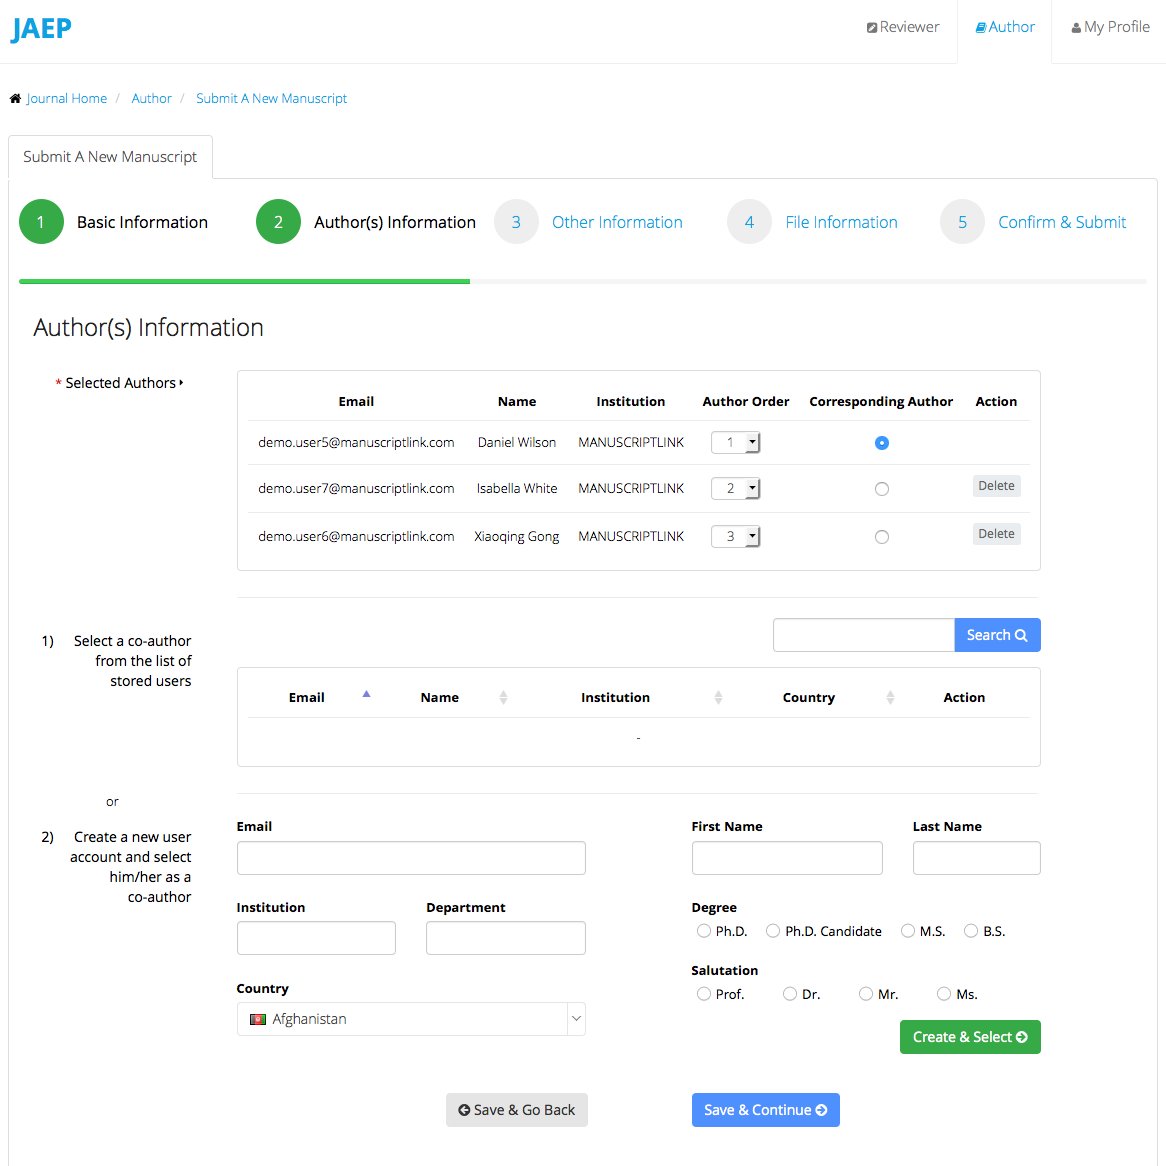 JAEP
Reviewer
Author
My Profile
Journal Home / Author / Submit A New Manuscript
Submit A New Manuscript
1 Basic Information
2 Author(s) Information
3 Other Information
4 File Information
5 Confirm & Submit
Author(s) Information
* Selected Authors
Email Name Institution Author Order Corresponding Author Action
demo.user5@manuscriptlink.com Daniel Wilson MANUSCRIPTLINK 1
demo.user7@manuscriptlink.com Isabella White MANUSCRIPTLINK 2 Delete
demo.user6@manuscriptlink.com Xiaoqing Gong MANUSCRIPTLINK 3 Delete
1) Select a co-author
from the list of
stored users
Search
Email Name Institution Country Action
-
or
2) Create a new user
account and select
him/her as a
co-author
Email
First Name
Last Name
Institution
Department
Degree
Ph.D. Ph.D. Candidate M.S. B.S.
Country
Afghanistan
Salutation
Prof. Dr. Mr. Ms.
Create & Select
Save & Go Back
Save & Continue